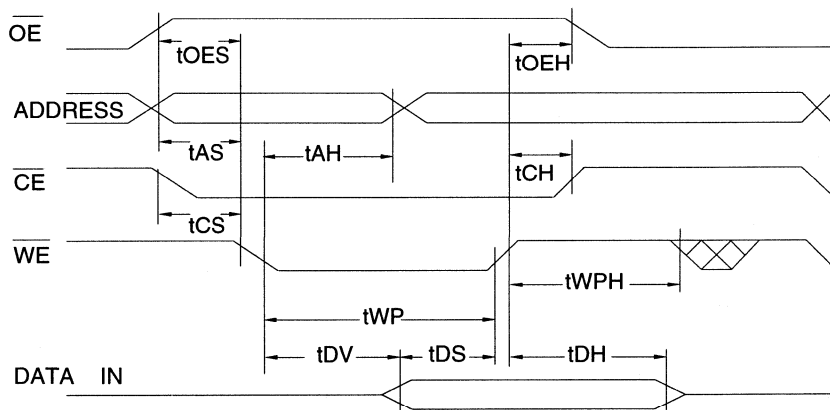 OE
tOES
tOEH
ADDRESS
tAS
tAH
tCH
CE
tCS
WE
tWPH
tWP
tDV
tDS
tDH
DATA IN